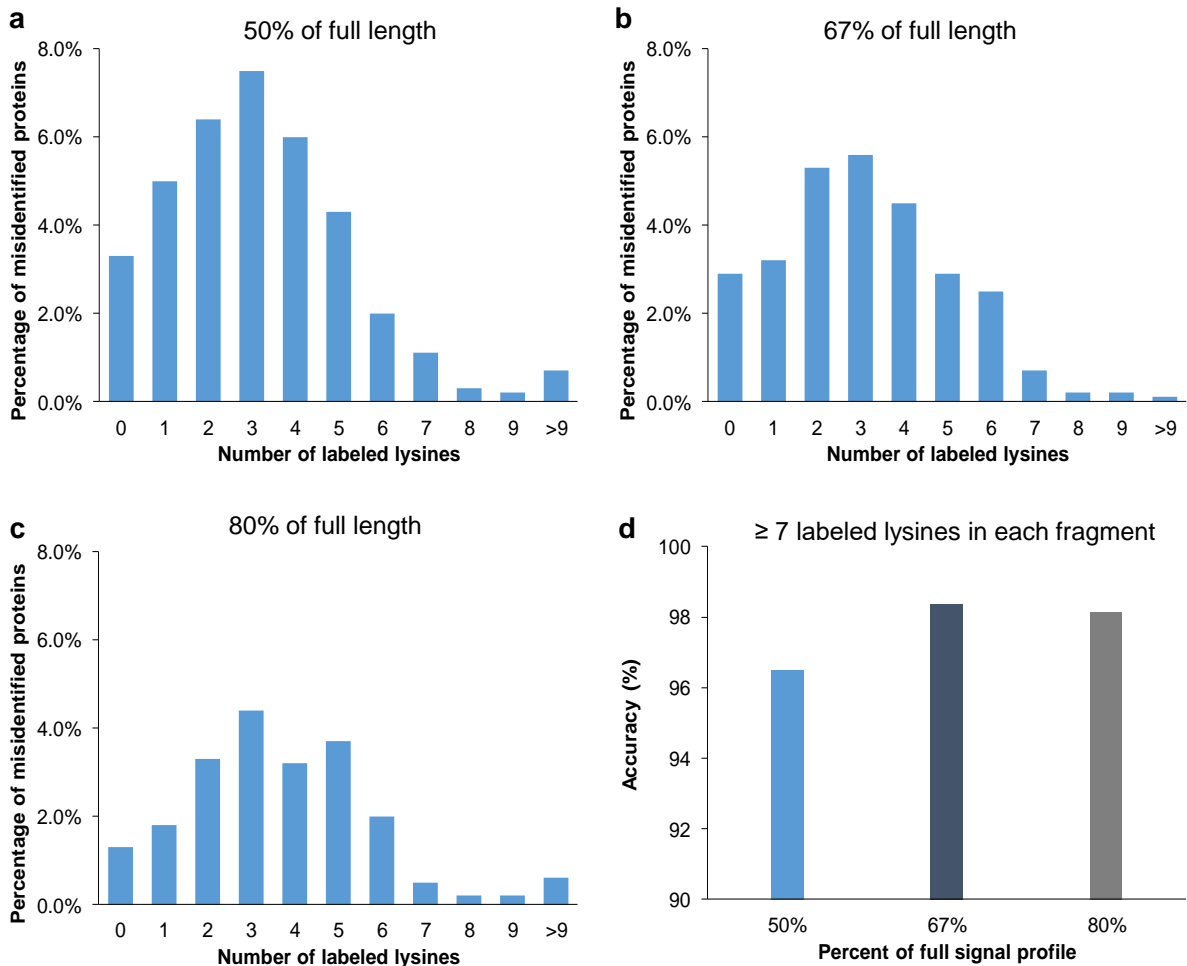 a
50% of full length
Percentage of misidentified proteins
8.0%
6.0%
4.0%
2.0%
0.0%
0 1 2 3 4 5 6 7 8 9 >9
Number of labeled lysines
b
67% of full length
Percentage of misidentified proteins
8.0%
6.0%
4.0%
2.0%
0.0%
0 1 2 3 4 5 6 7 8 9 >9
Number of labeled lysines
c
80% of full length
Percentage of misidentified proteins
8.0%
6.0%
4.0%
2.0%
0.0%
0 1 2 3 4 5 6 7 8 9 >9
Number of labeled lysines
d
≥ 7 labeled lysines in each fragment
Accuracy (%)
100
98
96
94
92
90
50% 67% 80%
Percent of full signal profile